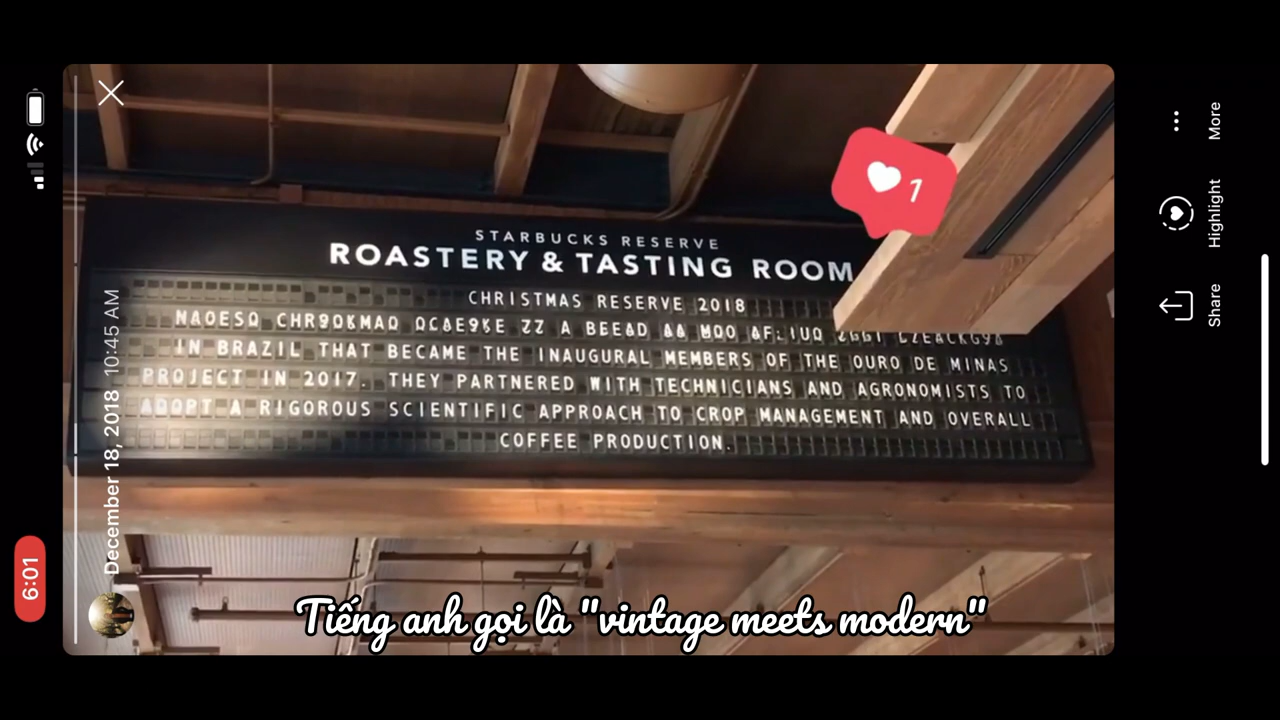 STARBUCKS RESERVE
ROASTERY & TASTING ROOM
CHRISTMAS RESERVE 2018
A
IN BRAZIL THAT BECAME THE INAUGURAL MEMBERS OF THE OURO DE MINAS
PROJECT IN 2017. THEY PARTNERED WITH TECHNICIANS AND AGRONOMISTS TO
ADOPT A RIGOROUS SCIENTIFIC APPROACH TO CROP MANAGEMENT AND OVERALL
COFFEE PRODUCTION.
1
Tiếng anh gọi là "vintage meets modern"
December 18, 2018 10:45 AM
6:01
More
Highlight
Share